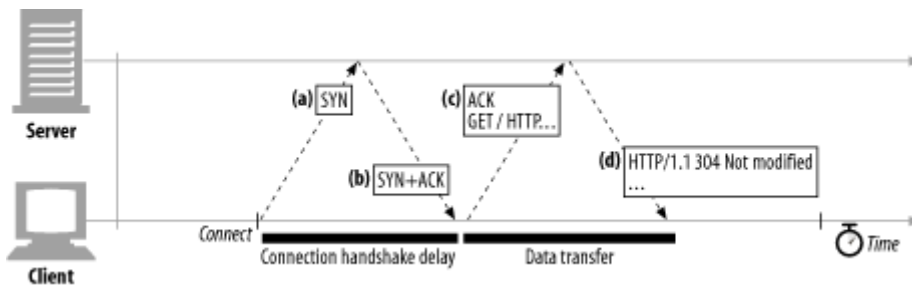 Server
(a) SYN
(b) SYN+ACK
(c) ACK
GET / HTTP...
(d) HTTP/1.1 304 Not modified
...
Connect
Connection handshake delay
Data transfer
Time
Client